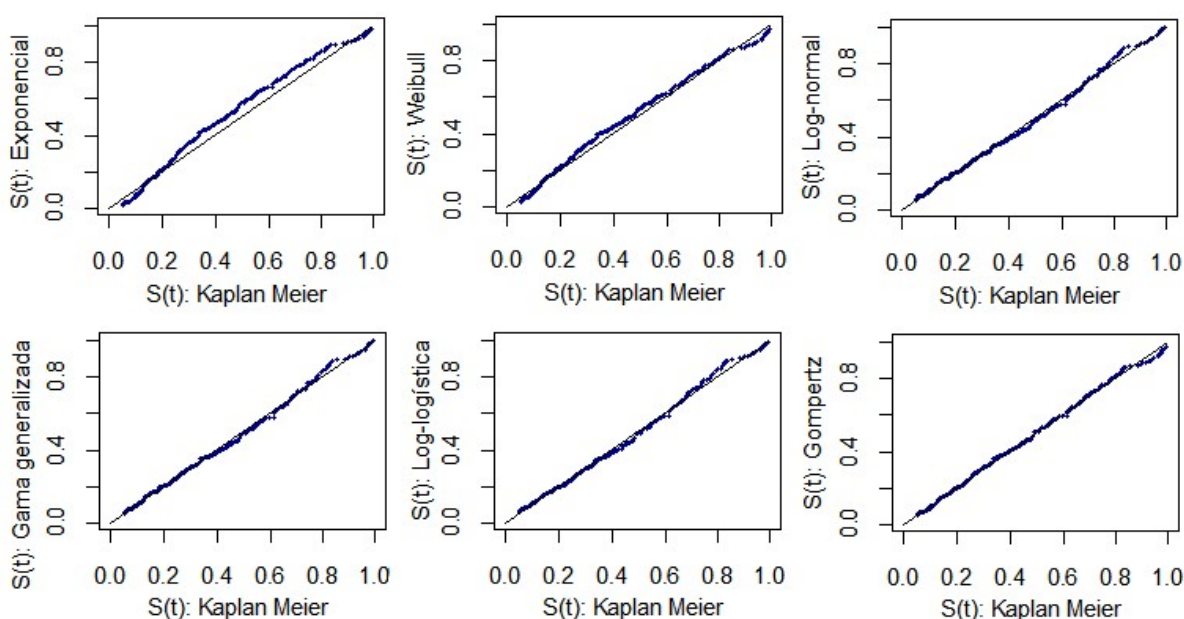 S(t): Exponencial
0.0 0.4 0.8
0.0 0.2 0.4 0.6 0.8 1.0
S(t): Kaplan Meier
S(t): Weibull
0.0 0.4 0.8
0.0 0.2 0.4 0.6 0.8 1.0
S(t): Kaplan Meier
S(t): Log-normal
0.0 0.4 0.8
0.0 0.2 0.4 0.6 0.8 1.0
S(t): Kaplan Meier
S(t): Gama generalizada
0.0 0.4 0.8
0.0 0.2 0.4 0.6 0.8 1.0
S(t): Kaplan Meier
S(t): Log-logística
0.0 0.4 0.8
0.0 0.2 0.4 0.6 0.8 1.0
S(t): Kaplan Meier
S(t): Gompertz
0.0 0.4 0.8
0.0 0.2 0.4 0.6 0.8 1.0
S(t): Kaplan Meier